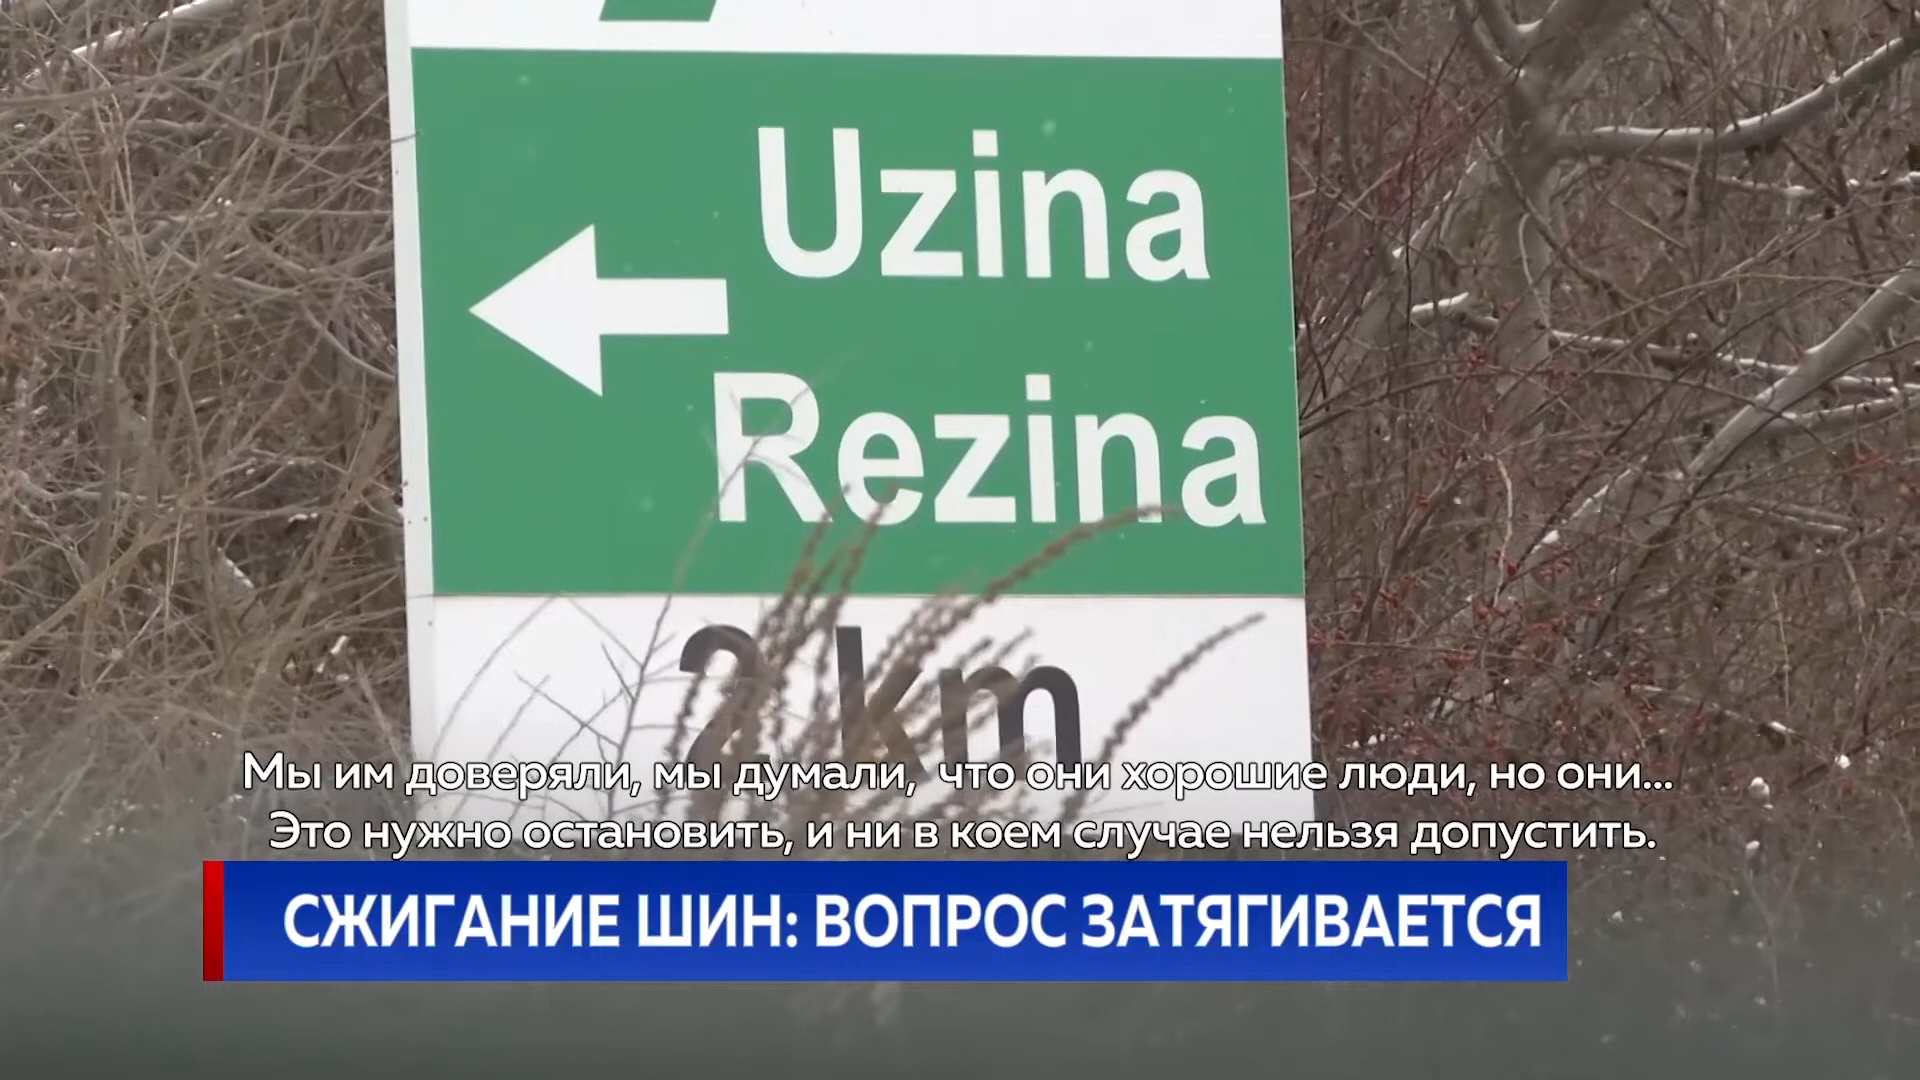 Uzina
Rezina
2 km
Мы им доверяли, мы думали, что они хорошие люди, но они...
Это нужно остановить, и ни в коем случае нельзя допустить.
СЖИГАНИЕ ШИН: ВОПРОС ЗАТЯГИВАЕТСЯ